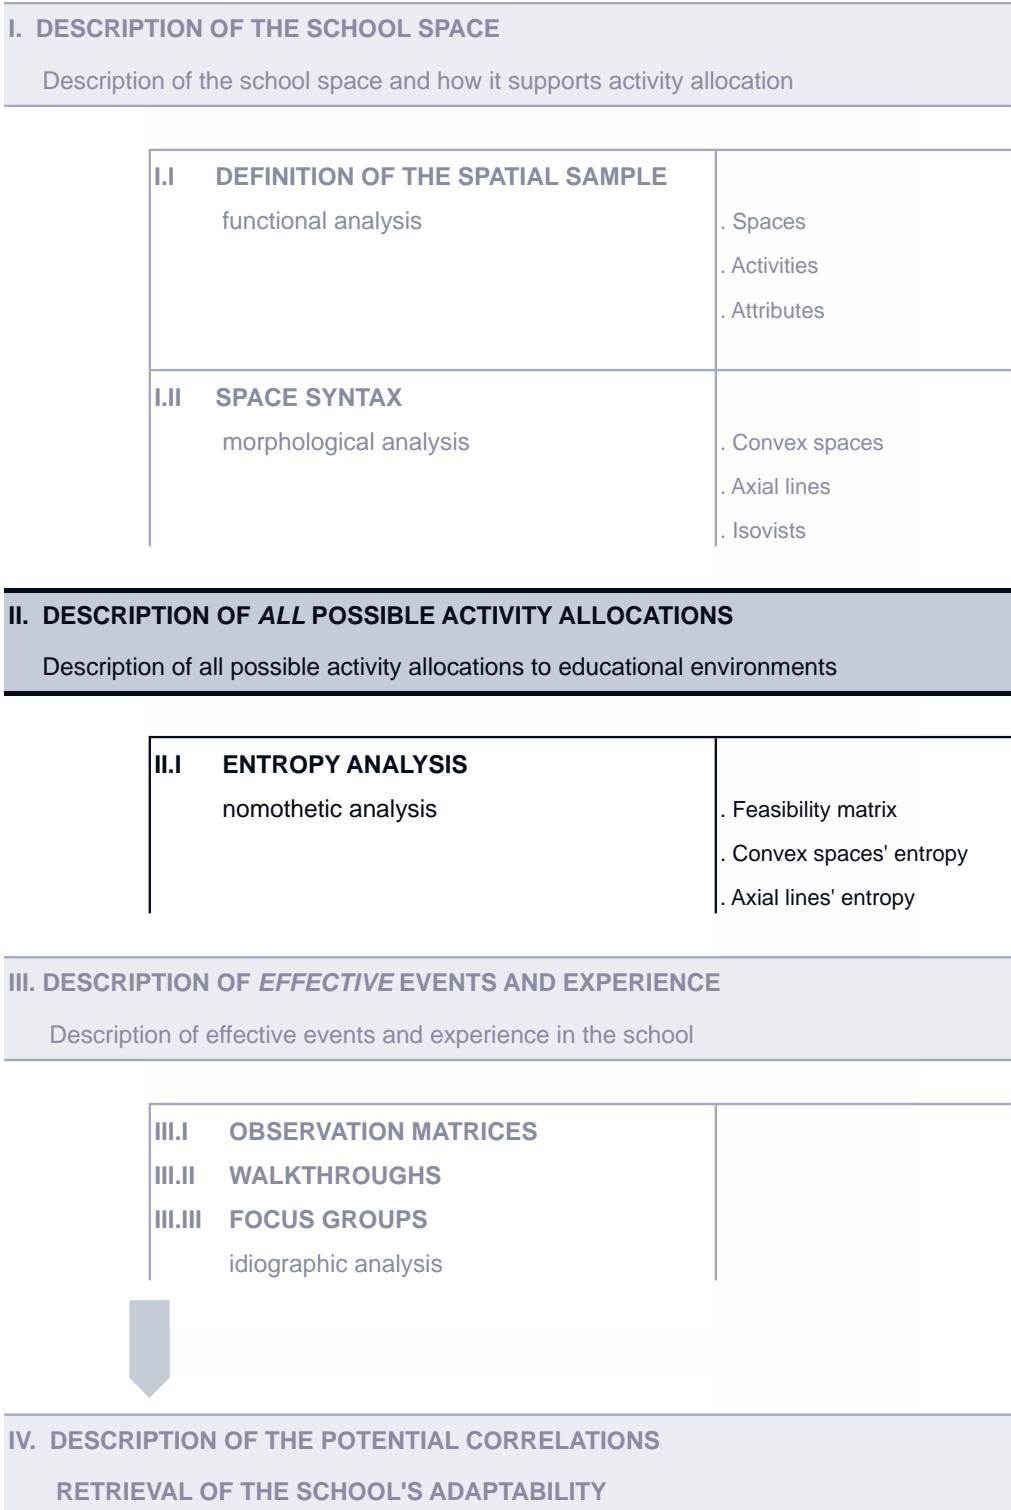 I. DESCRIPTION OF THE SCHOOL SPACE
Description of the school space and how it supports activity allocation
I.I DEFINITION OF THE SPATIAL SAMPLE
functional analysis . Spaces
. Activities
. Attributes
I.II SPACE SYNTAX
morphological analysis . Convex spaces
. Axial lines
. Isovists
II. DESCRIPTION OF ALL POSSIBLE ACTIVITY ALLOCATIONS
Description of all possible activity allocations to educational environments
II.I ENTROPY ANALYSIS
nomothetic analysis . Feasibility matrix
. Convex spaces' entropy
. Axial lines' entropy
III. DESCRIPTION OF EFFECTIVE EVENTS AND EXPERIENCE
Description of effective events and experience in the school
III.I OBSERVATION MATRICES
III.II WALKTHROUGHS
III.III FOCUS GROUPS
idiographic analysis
IV. DESCRIPTION OF THE POTENTIAL CORRELATIONS
RETRIEVAL OF THE SCHOOL'S ADAPTABILITY